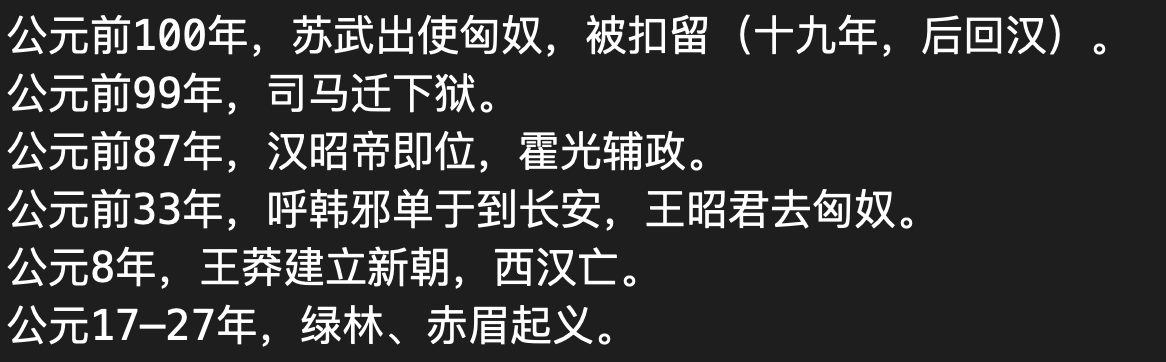 公元前100年，苏武出使匈奴，被扣留（十九年，后回汉）。
公元前99年，司马迁下狱。
公元前87年，汉昭帝即位，霍光辅政。
公元前33年，呼韩邪单于到长安，王昭君去匈奴。
公元8年，王莽建立新朝，西汉亡。
公元17—27年，绿林、赤眉起义。